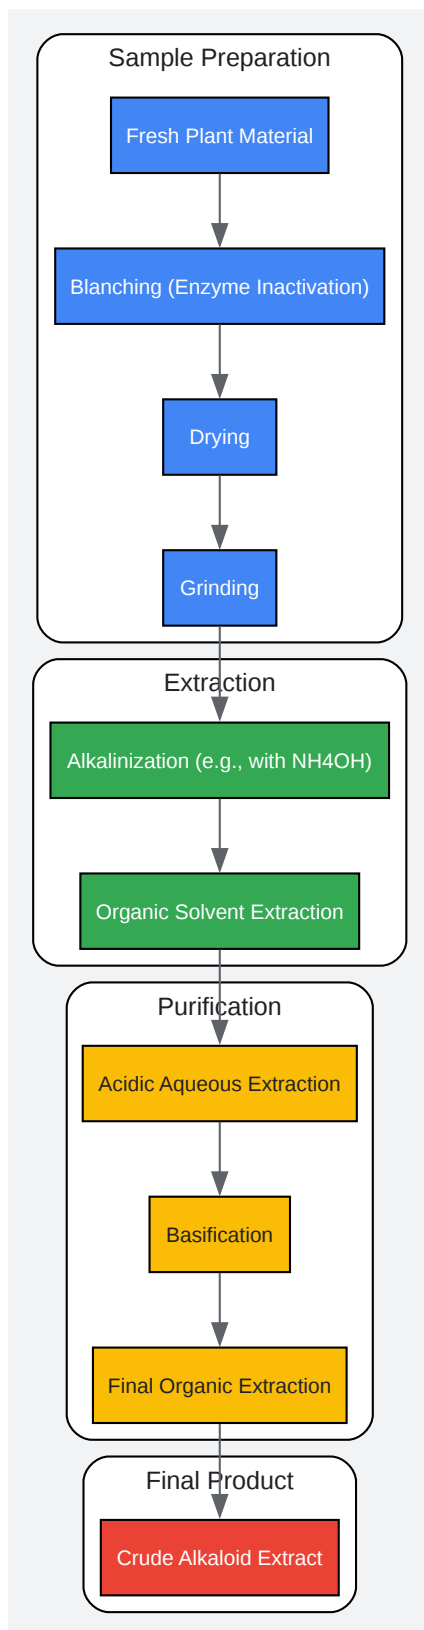 Sample Preparation
Fresh Plant Material
Blanching (Enzyme Inactivation)
Drying
Grinding
Extraction
Alkalinization (e.g., with NH4OH)
Organic Solvent Extraction
Purification
Acidic Aqueous Extraction
Basification
Final Organic Extraction
Final Product
Crude Alkaloid Extract